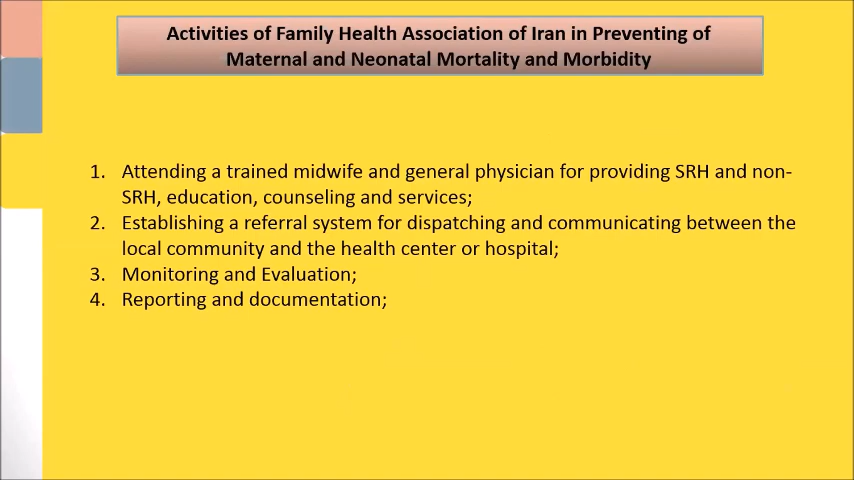 Activities of Family Health Association of Iran in Preventing of
Maternal and Neonatal Mortality and Morbidity
1. Attending a trained midwife and general physician for providing SRH and non-
SRH, education, counseling and services;
2. Establishing a referral system for dispatching and communicating between the
local community and the health center or hospital;
3. Monitoring and Evaluation;
4. Reporting and documentation;